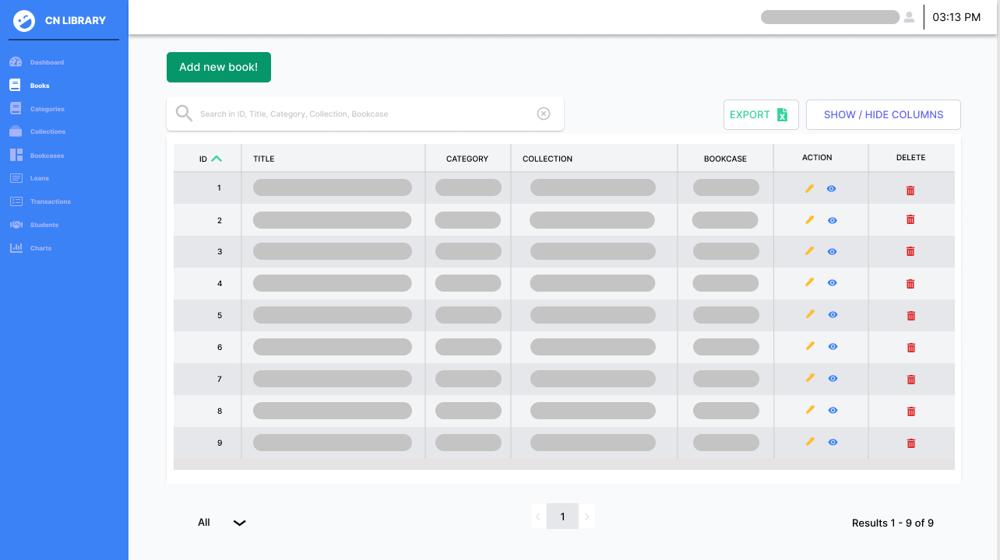 CN LIBRARY
03:13 PM
Dashboard
Books
Categories
Collections
Bookcases
Loans
Transactions
Students
Charts
Add new book!
Search in ID, Title, Category, Collection, Bookcase
EXPORT
SHOW / HIDE COLUMNS
ID TITLE CATEGORY COLLECTION BOOKCASE ACTION DELETE
1
2
3
4
5
6
7
8
9
All
1
Results 1 - 9 of 9